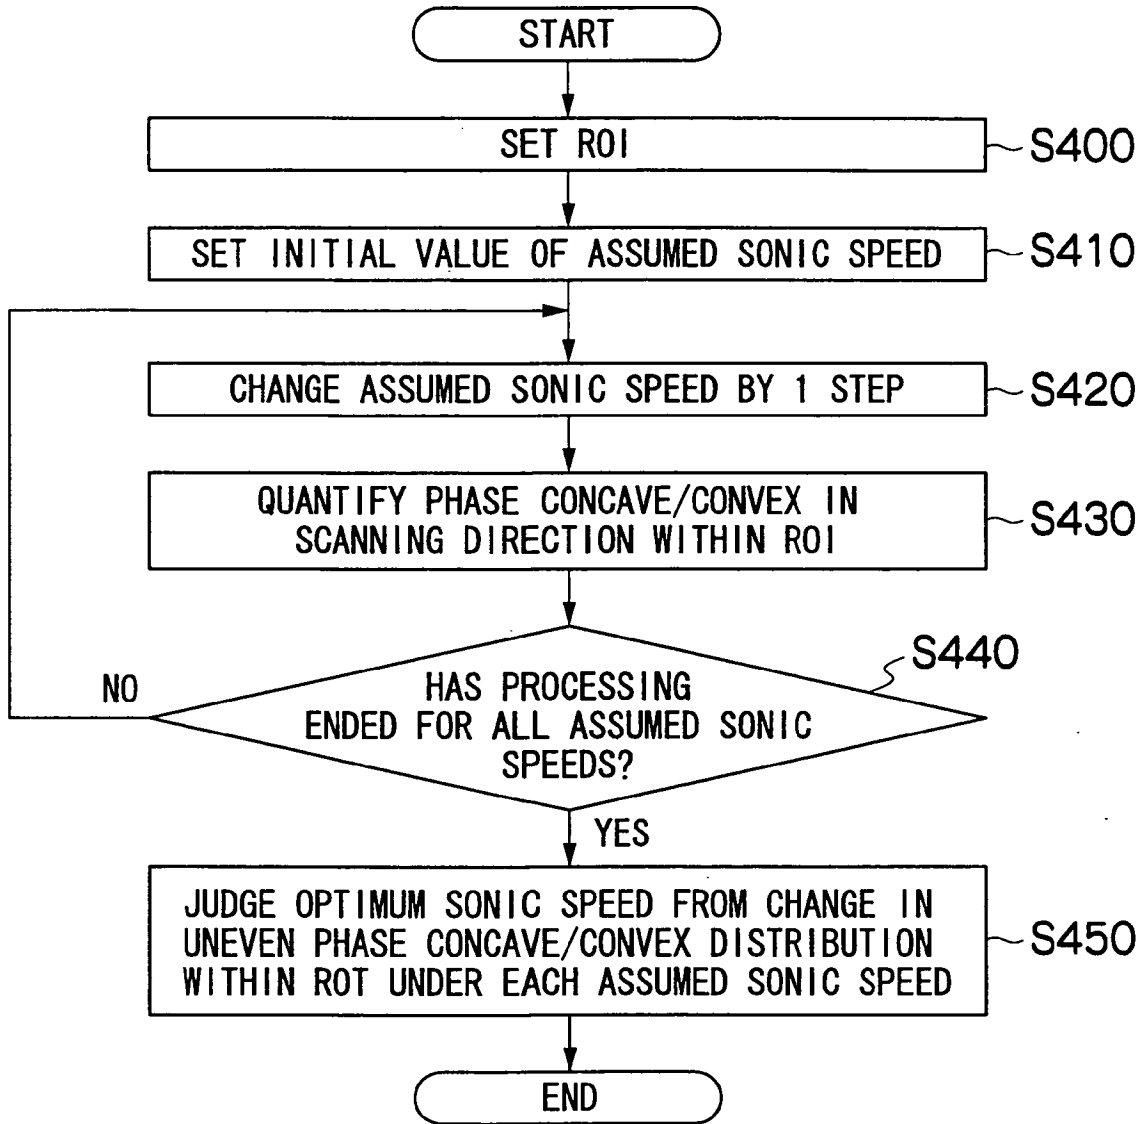 START
SET ROI
S400
SET INITIAL VALUE OF ASSUMED SONIC SPEED
S410
CHANGE ASSUMED SONIC SPEED BY 1 STEP
S420
QUANTIFY PHASE CONCAVE/CONVEX IN
SCANNING DIRECTION WITHIN ROI
S430
S440
HAS PROCESSING
ENDED FOR ALL ASSUMED SONIC
SPEEDS?
NO
YES
JUDGE OPTIMUM SONIC SPEED FROM CHANGE IN
UNEVEN PHASE CONCAVE/CONVEX DISTRIBUTION
WITHIN ROT UNDER EACH ASSUMED SONIC SPEED
S450
END